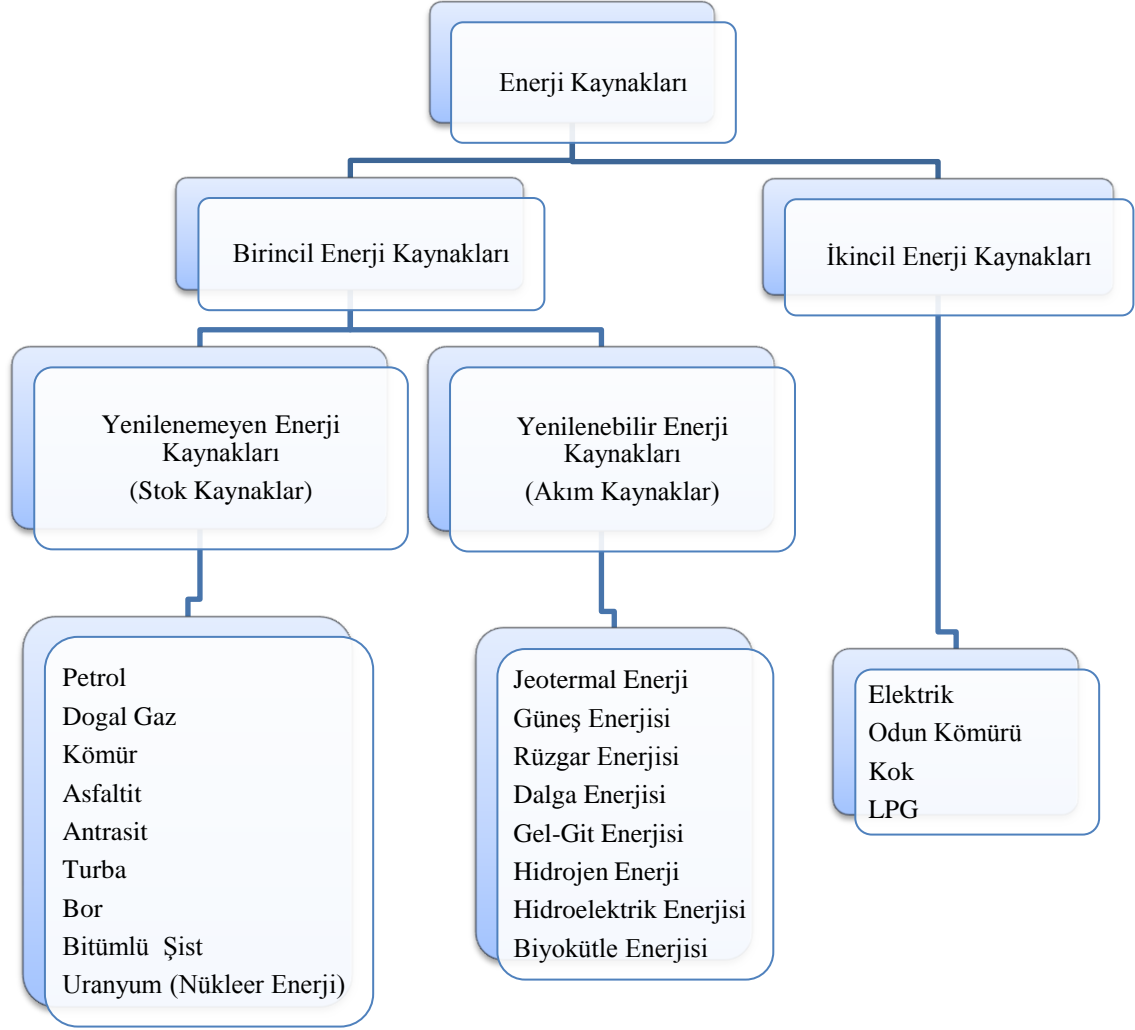 Enerji Kaynakları
Birincil Enerji Kaynakları
İkincil Enerji Kaynakları
Yenilenemeyen Enerji
Kaynakları
(Stok Kaynaklar)
Yenilenebilir Enerji
Kaynakları
(Akım Kaynaklar)
Petrol
Dogal Gaz
Kömür
Asfaltit
Antrasit
Turba
Bor
Bitümlü Şist
Uranyum (Nükleer Enerji)
Jeotermal Enerji
Güneş Enerjisi
Rüzgar Enerjisi
Dalga Enerjisi
Gel-Git Enerjisi
Hidrojen Enerji
Hidroelektrik Enerjisi
Biyokütle Enerjisi
Elektrik
Odun Kömürü
Kok
LPG